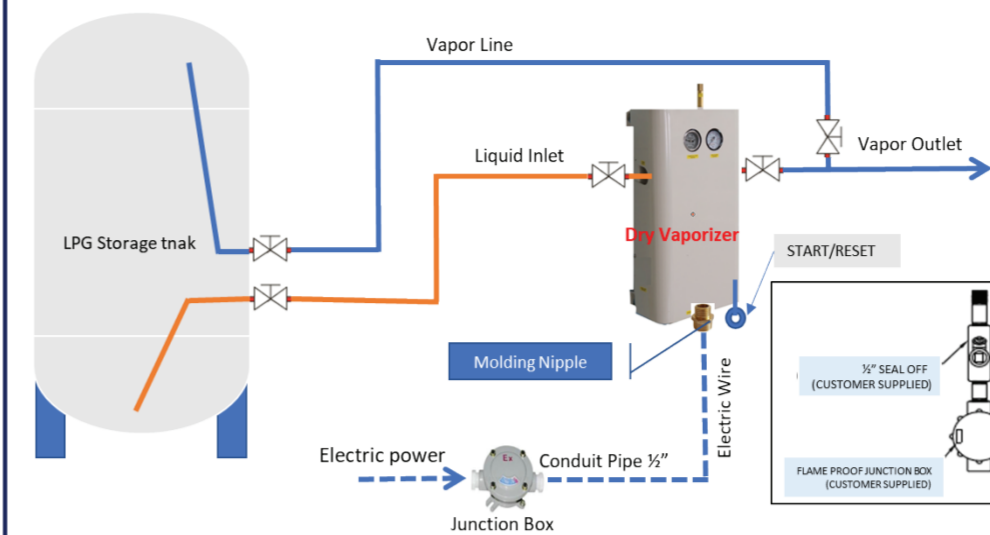 Vapor Line
Vapor Outlet
Liquid Inlet
LPG Storage tnak
Dry Vaporizer
START/RESET
Molding Nipple
Electric Wire
½” SEAL OFF
(CUSTOMER SUPPLIED)
Electric power
Conduit Pipe ½”
Ex
FLAME PROOF JUNCTION BOX
(CUSTOMER SUPPLIED)
Junction Box